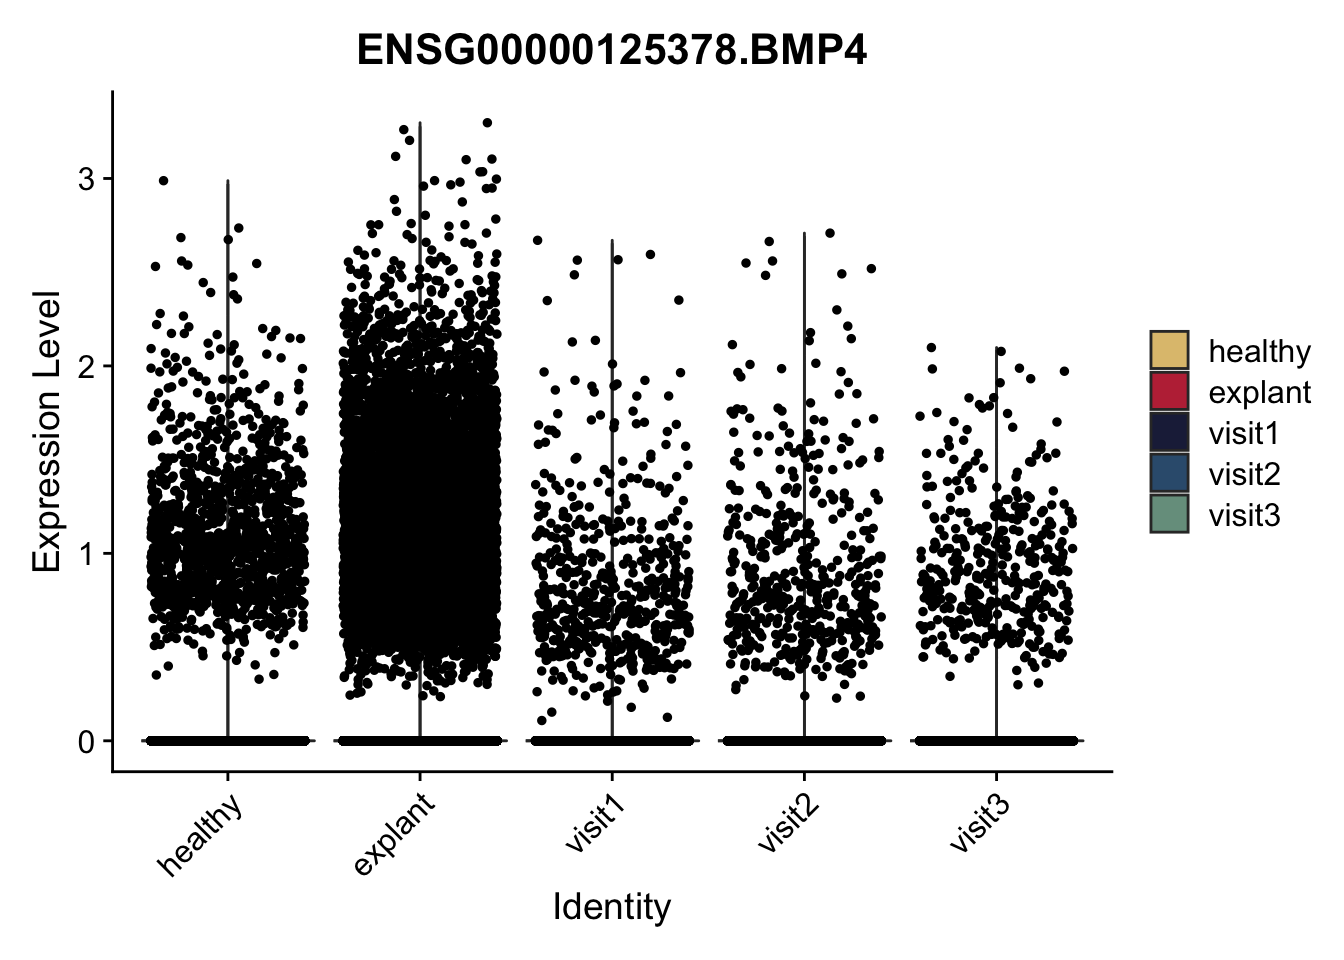 ENSG00000125378.BMP4
Expression Level
3
2
1
0
healthy
explant
visit1
visit2
visit3
Identity
healthy
explant
visit1
visit2
visit3